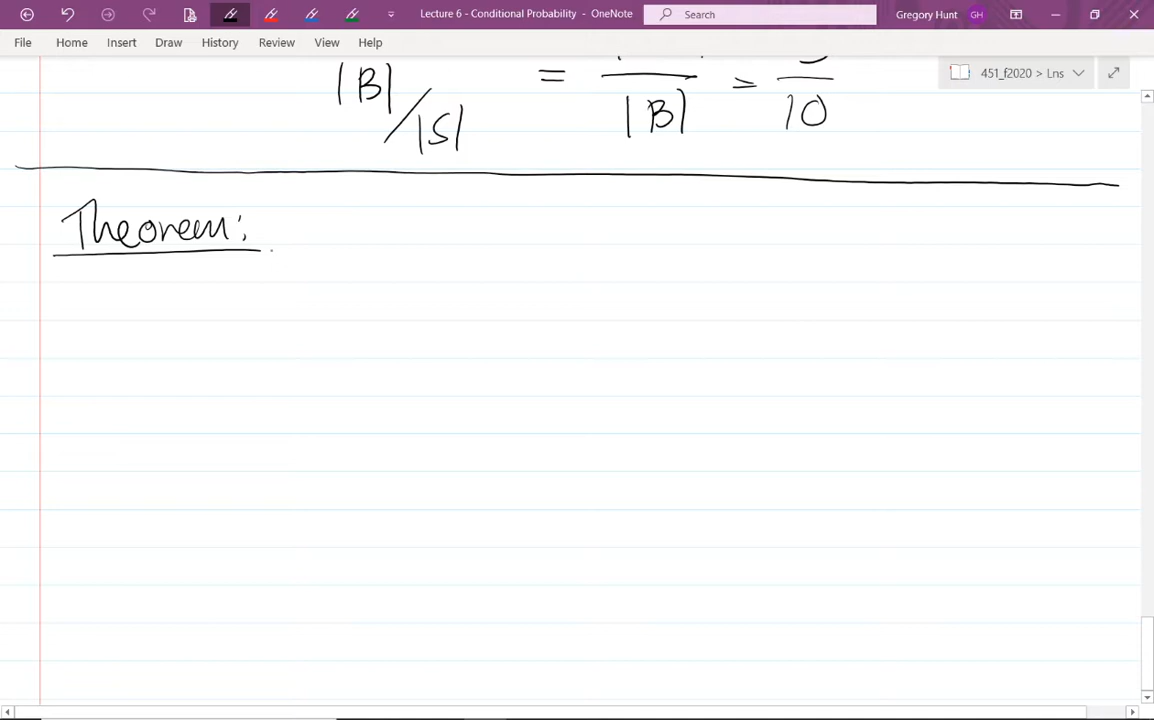 Lecture 6 - Conditional Probability - OneNote
Search
Gregory Hunt GH
File Home Insert Draw History Review View Help
451_f2020 > Lns
|B| / |S| = |B| = 10
Theorem: